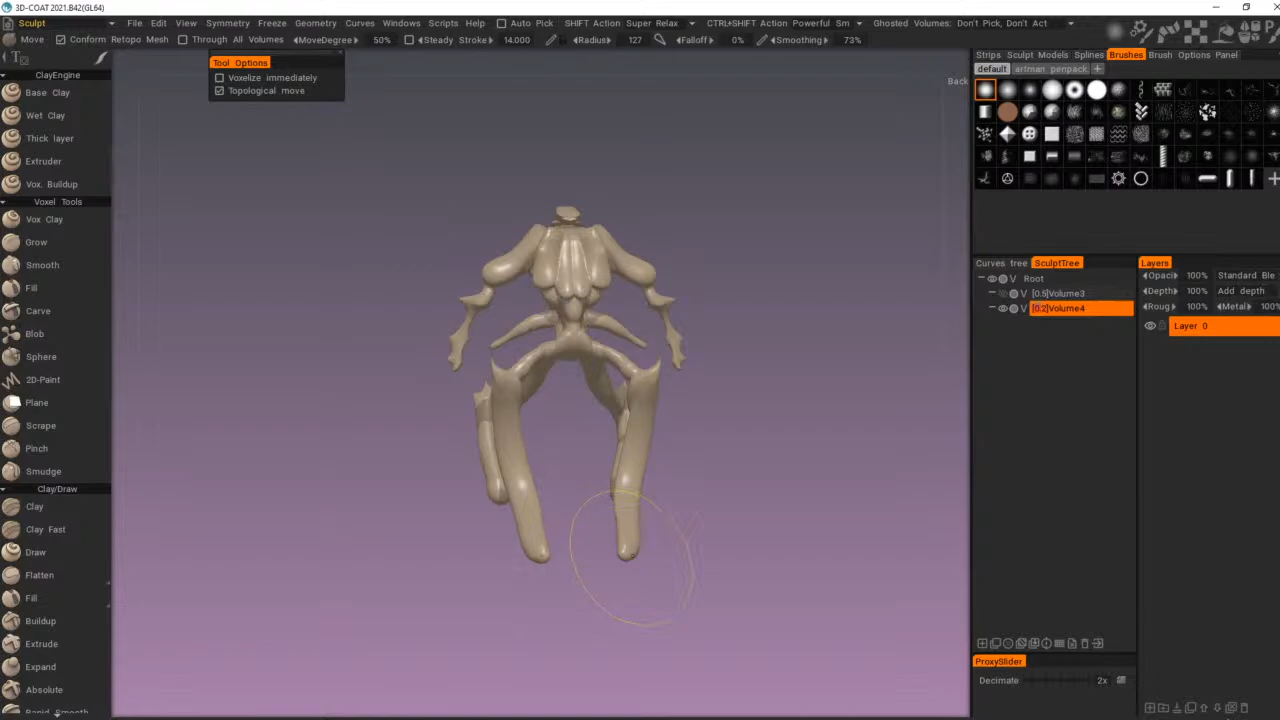 3D-COAT 2021.B42(GL64)
Sculpt File Edit View Symmetry Freeze Geometry Curves Windows Scripts Help Auto Pick SHIFT Action Super Relax CTRL+SHIFT Action Powerful Sm Ghosted Volumes: Don't Pick, Don't Act
Move Conform Retopo Mesh Through All Volumes MoveDegree 50% Steady Stroke 14.000 Radius 127 Falloff 0% Smoothing 73%
Tool Options
Voxelize immediately
Topological move
Back
ClayEngine
Base Clay
Wet Clay
Thick layer
Extruder
Vox. Buildup
Voxel Tools
Vox Clay
Grow
Smooth
Fill
Carve
Blob
Sphere
2D-Paint
Plane
Scrape
Pinch
Smudge
Clay/Draw
Clay
Clay Fast
Draw
Flatten
Fill
Buildup
Extrude
Expand
Absolute
Rapid Smooth
Strips Sculpt Models Splines Brushes Brush Options Panel
default artman penpack +
Curves tree SculptTree
V Root
V [0.5]Volume3
V [0.2]Volume4
Layers
Opaci 100% Standard Ble
Depth 100% Add depth
Roug 100% Metal 100%
Layer 0
ProxySlider
Decimate 2x